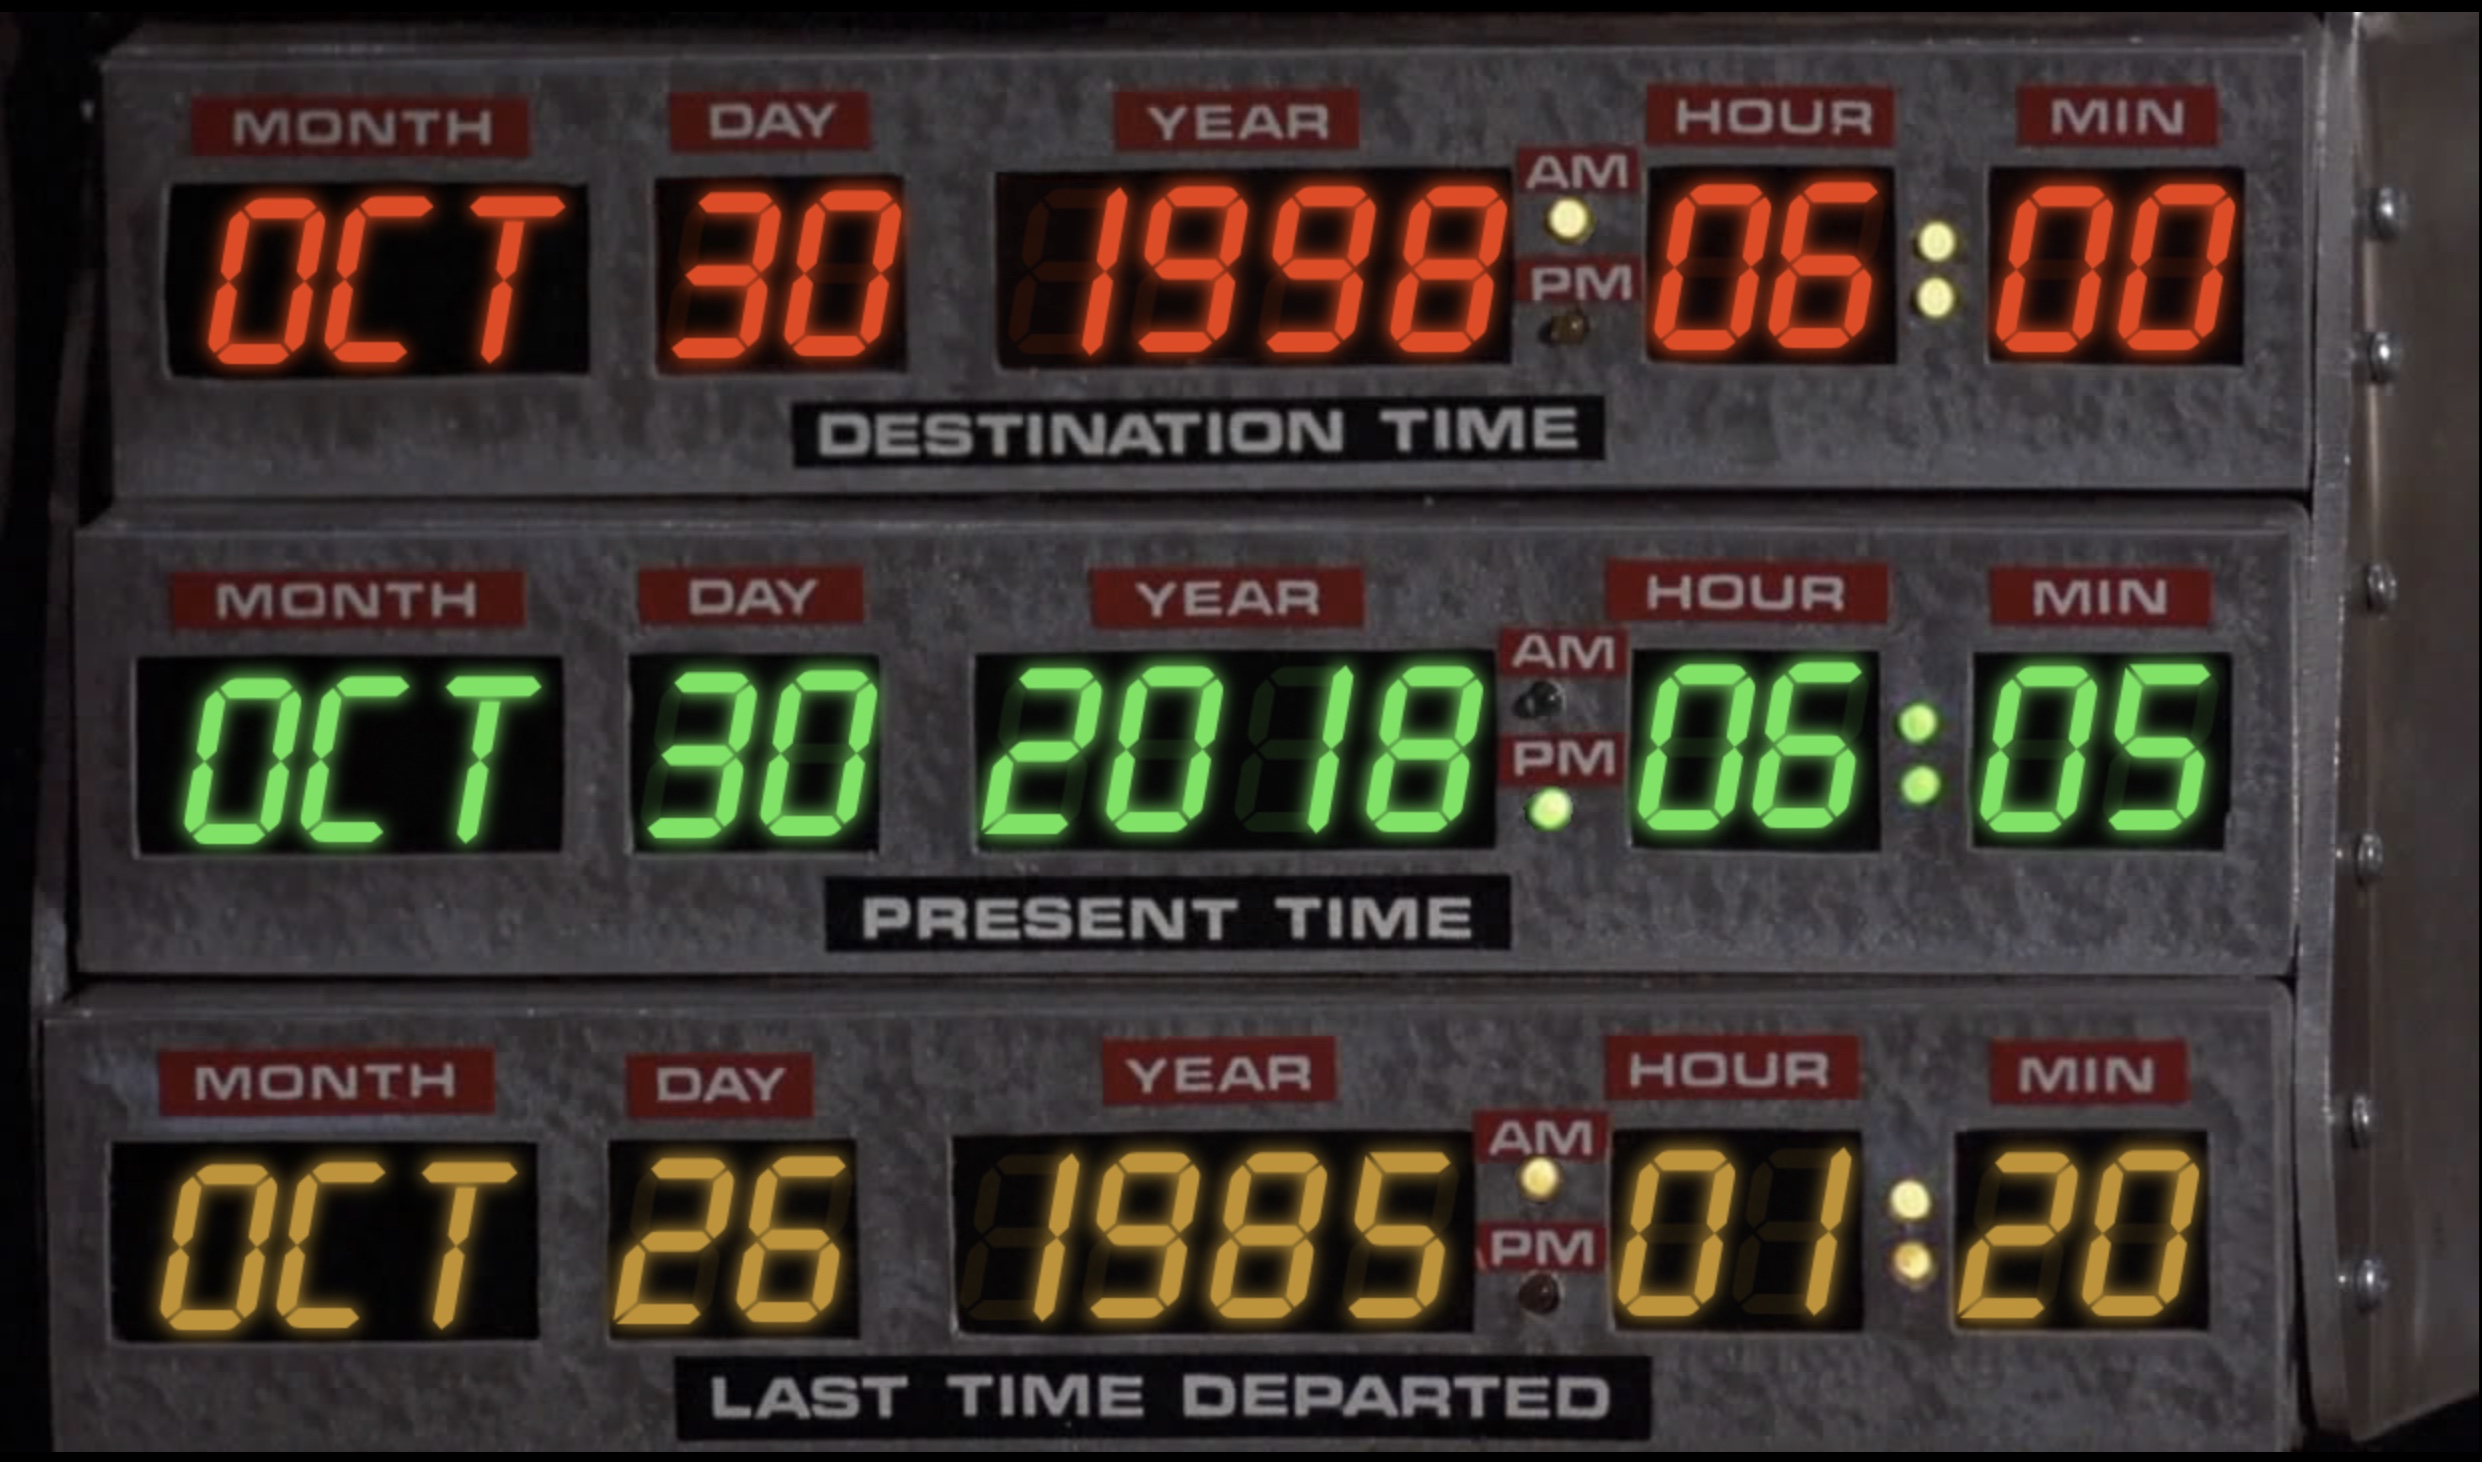 MONTH DAY YEAR HOUR MIN
AM
OCT 30 1998 06:00
PM
DESTINATION TIME
MONTH DAY YEAR HOUR MIN
AM
OCT 30 2018 06:05
PM
PRESENT TIME
MONTH DAY YEAR HOUR MIN
AM
OCT 26 1985 01:20
PM
LAST TIME DEPARTED